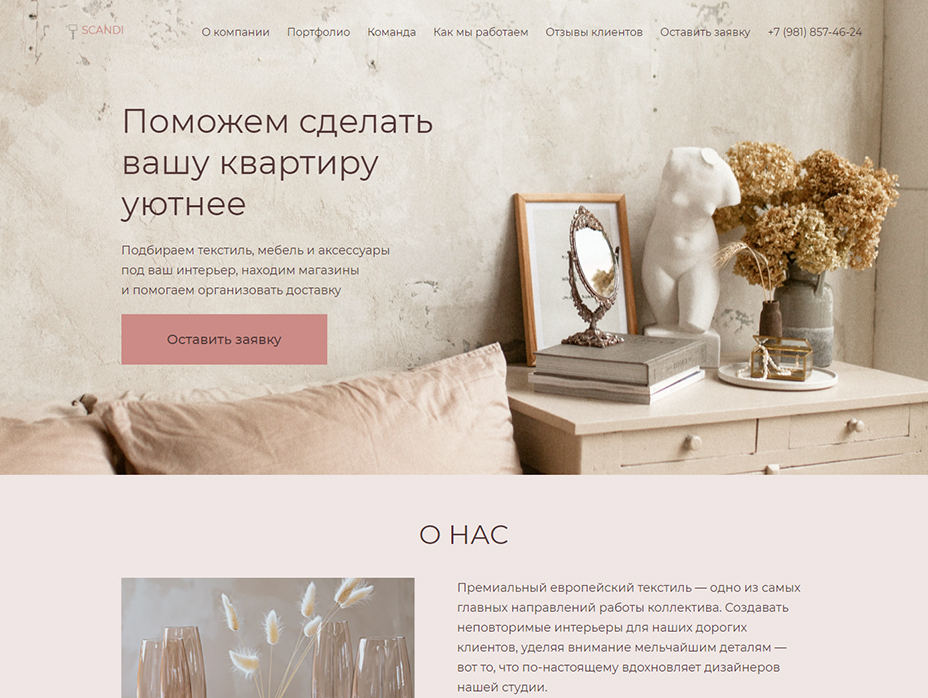 SCANDI
О компании Портфолио Команда Как мы работаем Отзывы клиентов Оставить заявку +7 (981) 857-46-24
Поможем сделать
вашу квартиру
уютнее
Подбираем текстиль, мебель и аксессуары
под ваш интерьер, находим магазины
и помогаем организовать доставку
Оставить заявку
О НАС
Премиальный европейский текстиль — одно из самых
главных направлений работы коллектива. Создавать
неповторимые интерьеры для наших дорогих
клиентов, уделяя внимание мельчайшим деталям —
вот то, что по-настоящему вдохновляет дизайнеров
нашей студии.